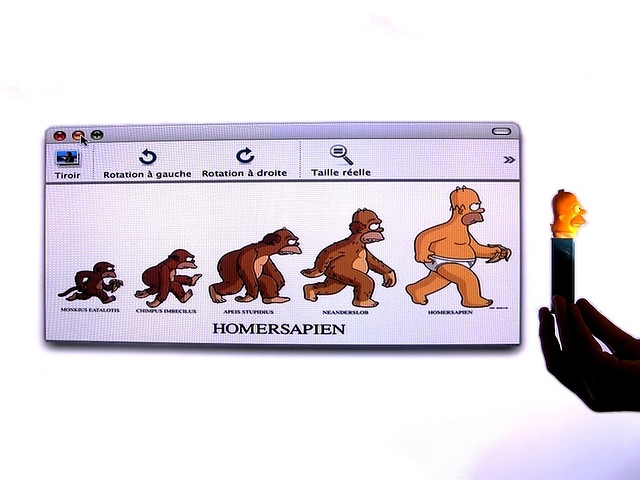 Tiroir
Rotation à gauche
Rotation à droite
Taille réelle
MONKIUS EATALOTIS
CHIMPUS IMBECILUS
APEIS STUPIDIUS
NEANDERSLOB
HOMERSAPIEN
HOMERSAPIEN